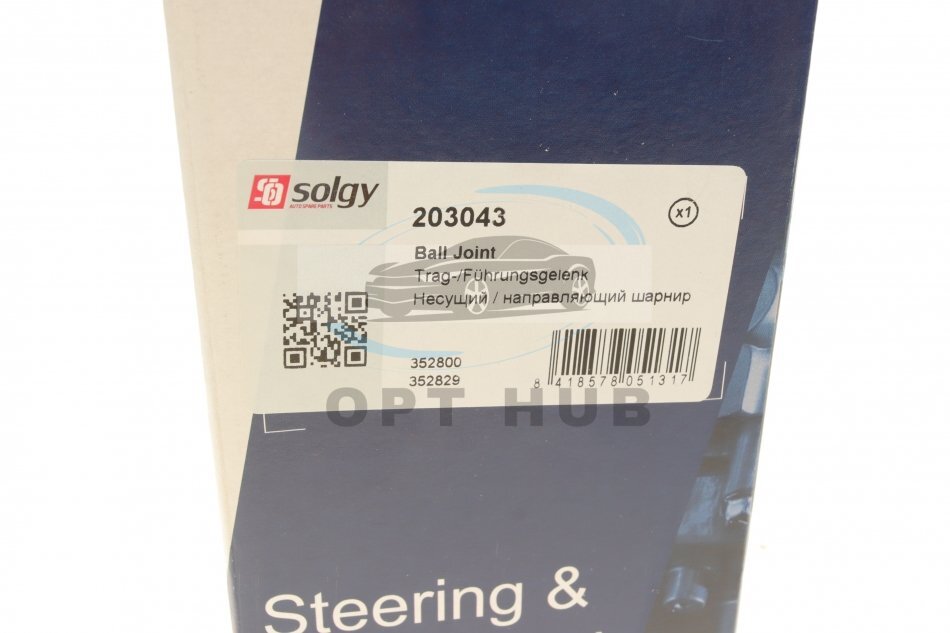 solgy
AUTO SPARE PARTS
203043
x1
Ball Joint
Trag-/Führungsgelenk
Несущий / направляющий шарнир
352800
352829
8 418578 051317
OPT HUB
Steering &